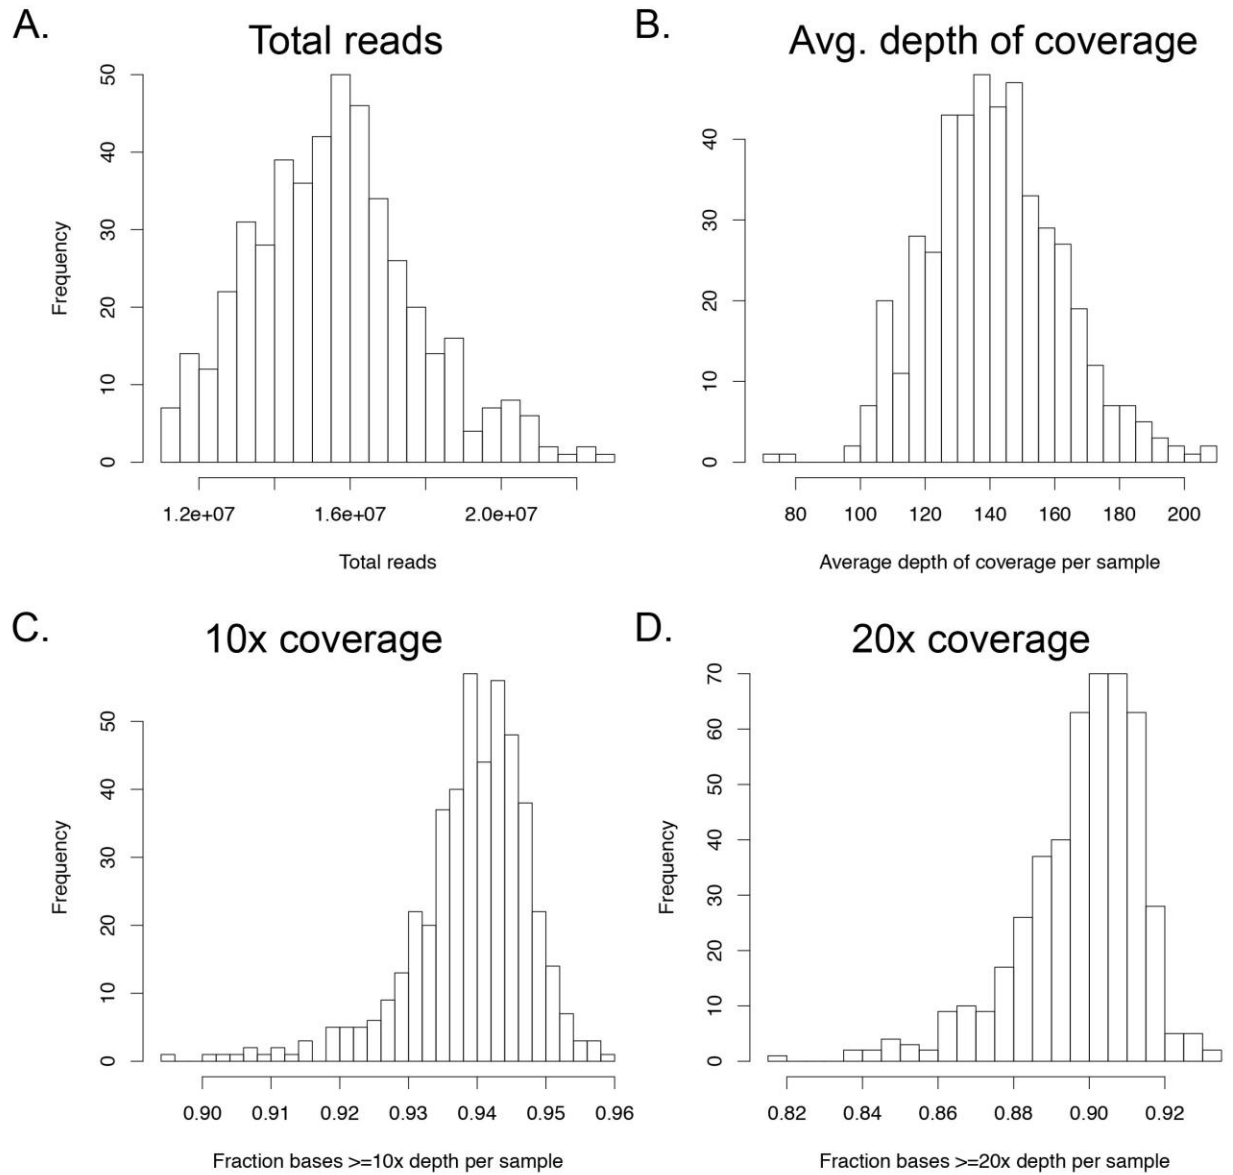 A.
Total reads
50
40
30
20
10
0
Frequency
1.2e+07 1.6e+07 2.0e+07
Total reads
B.
Avg. depth of coverage
40
30
20
10
0
80 100 120 140 160 180 200
Average depth of coverage per sample
C.
10x coverage
50
40
30
20
10
0
Frequency
0.90 0.91 0.92 0.93 0.94 0.95 0.96
Fraction bases >=10x depth per sample
D.
20x coverage
70
60
50
40
30
20
10
0
Frequency
0.82 0.84 0.86 0.88 0.90 0.92
Fraction bases >=20x depth per sample